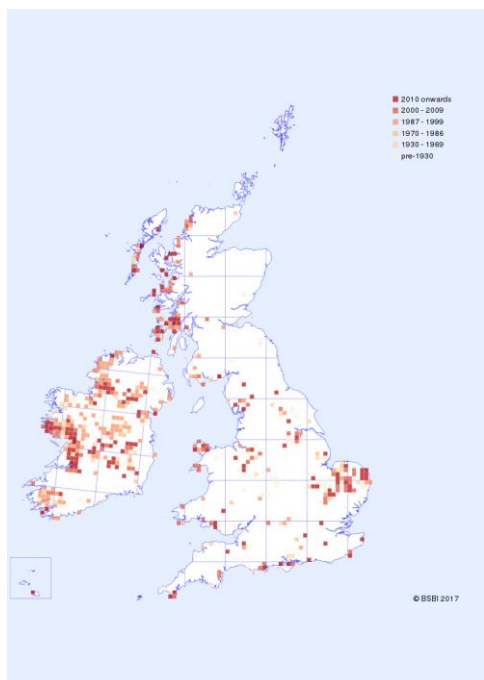 2010 onwards
2000 - 2009
1987 - 1999
1970 - 1986
1930 - 1969
pre-1930
© BSBI 2017